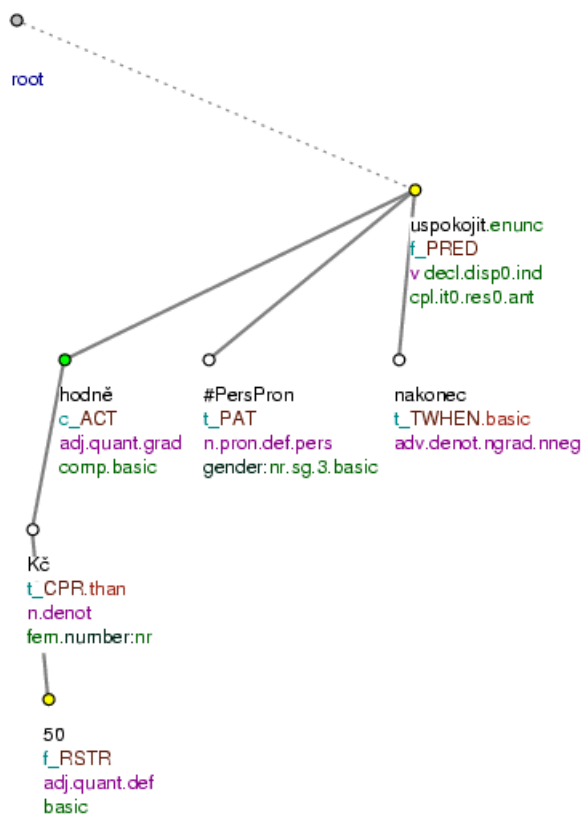 root
uspokojit.enunc
f_PRED
v decl.disp0.ind
cpl.it0.res0.ant
hodně
c_ACT
adj.quant.grad
comp.basic
#PersPron
t_PAT
n.pron.def.pers
gender:nr.sg.3.basic
nakonec
t_TWHEN.basic
adv.denot.ngrad.nneg
Kč
t_CPR.than
n.denot
fem.number:nr
50
f_RSTR
adj.quant.def
basic